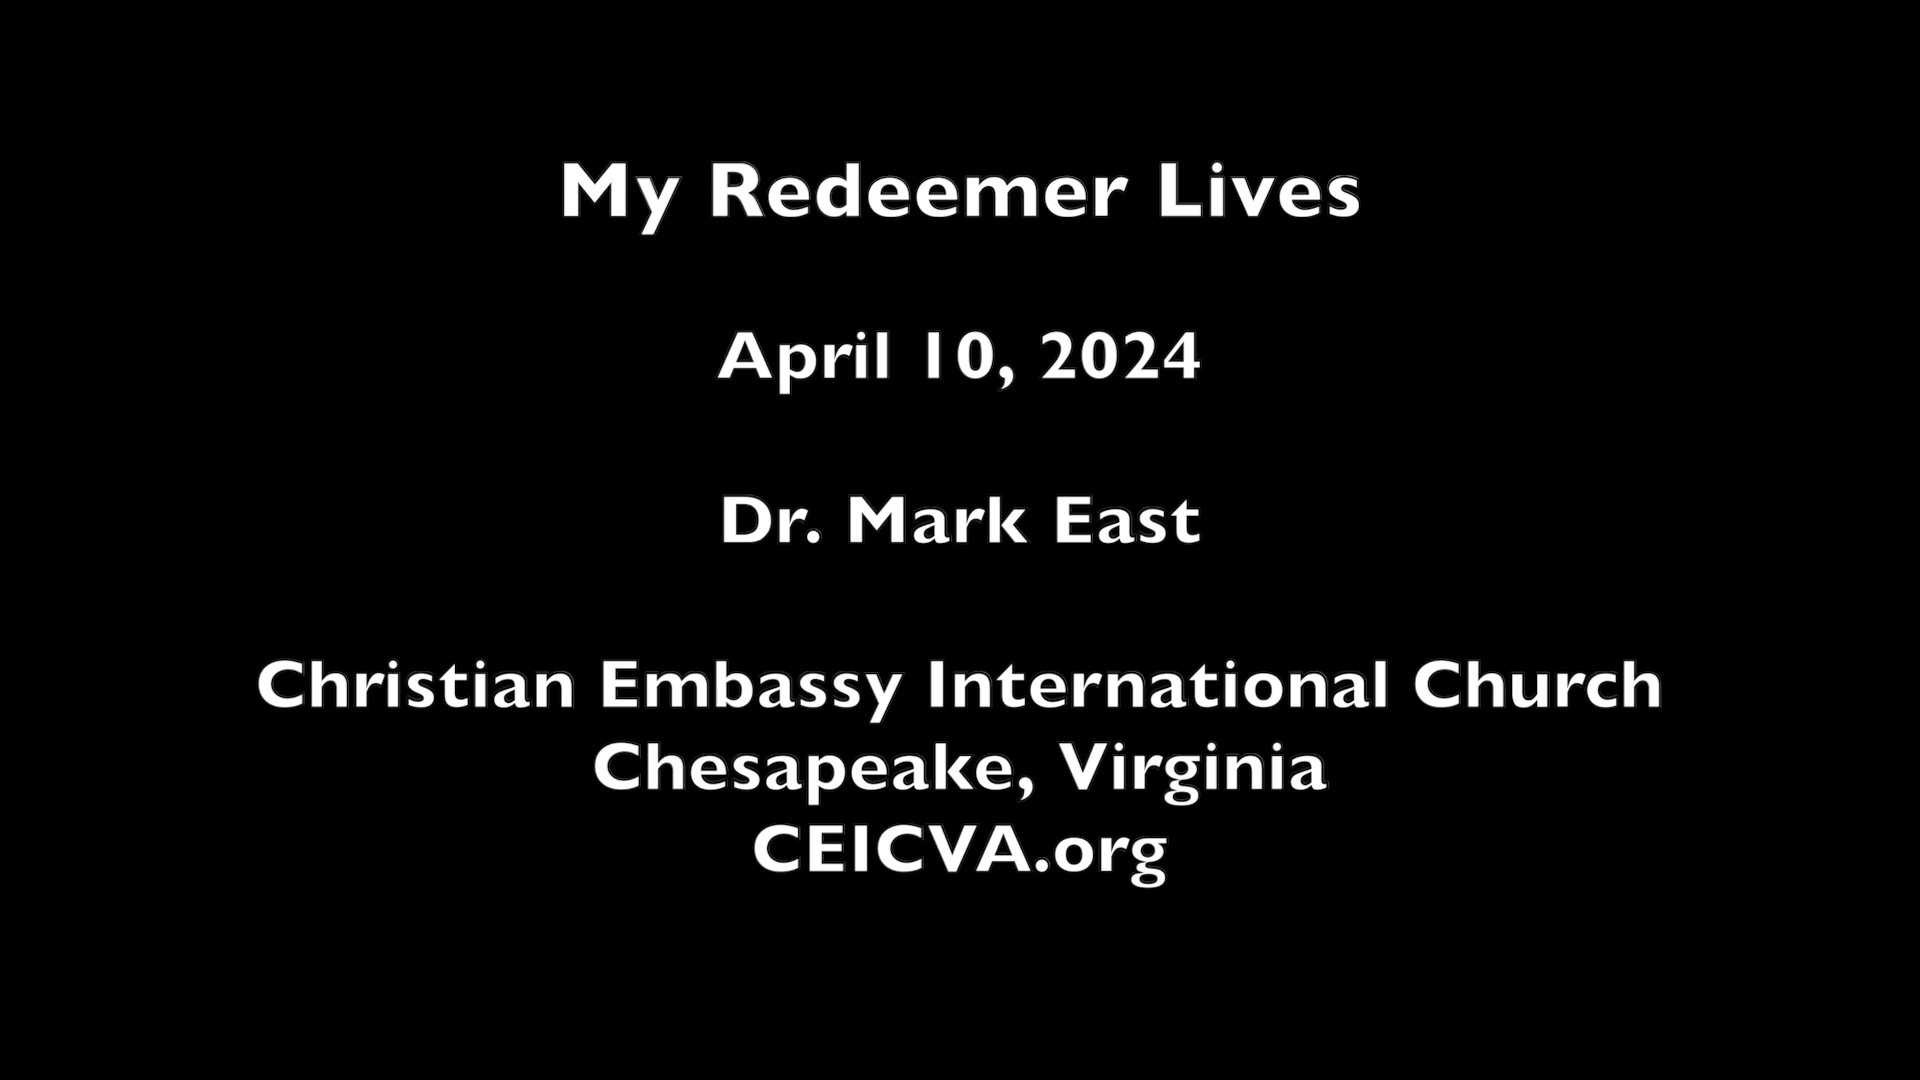 My Redeemer Lives
April 10, 2024
Dr. Mark East
Christian Embassy International Church
Chesapeake, Virginia
CEICVA.org